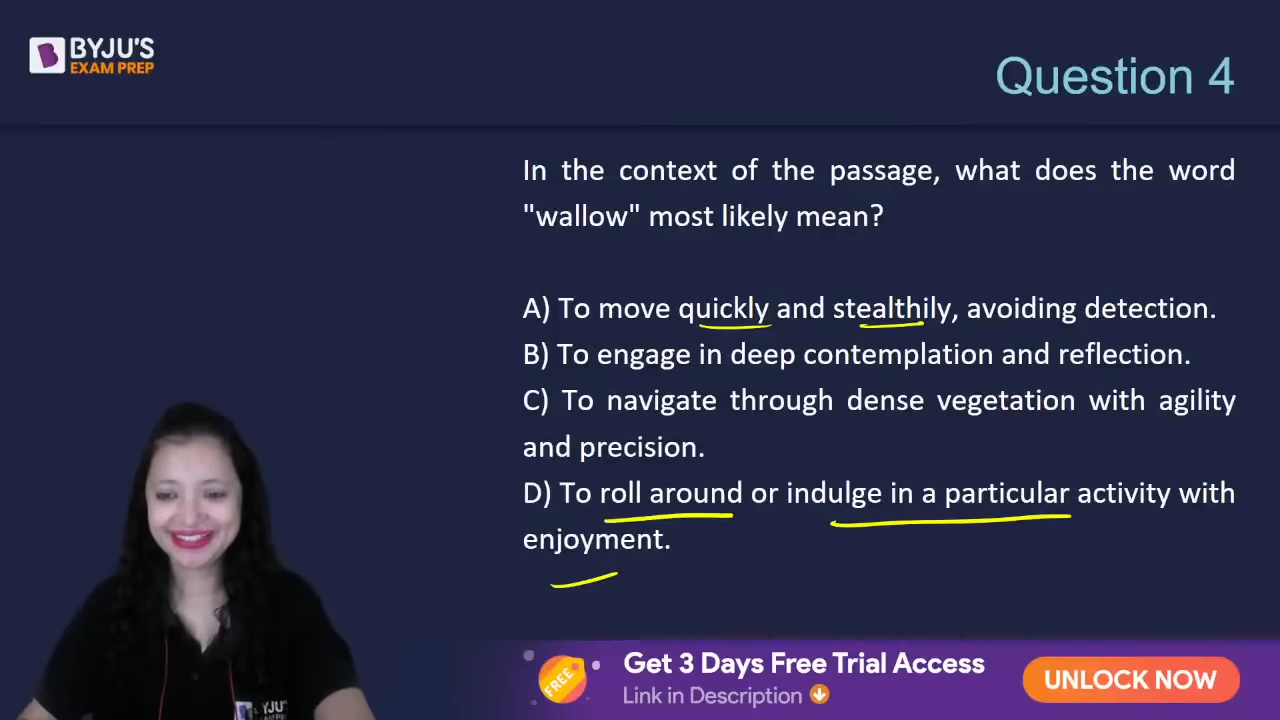 BYJU'S
EXAM PREP
Question 4
In the context of the passage, what does the word
"wallow" most likely mean?
A) To move quickly and stealthily, avoiding detection.
B) To engage in deep contemplation and reflection.
C) To navigate through dense vegetation with agility
and precision.
D) To roll around or indulge in a particular activity with
enjoyment.
BYJU'S
EXAM PREP
FREE
Get 3 Days Free Trial Access
Link in Description
UNLOCK NOW